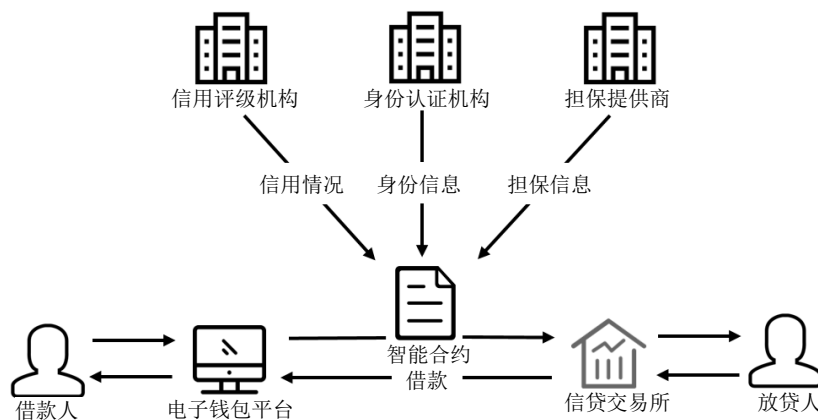 信用评级机构
身份认证机构
担保提供商
信用情况
身份信息
担保信息
智能合约
借款
借款人
电子钱包平台
信贷交易所
放贷人